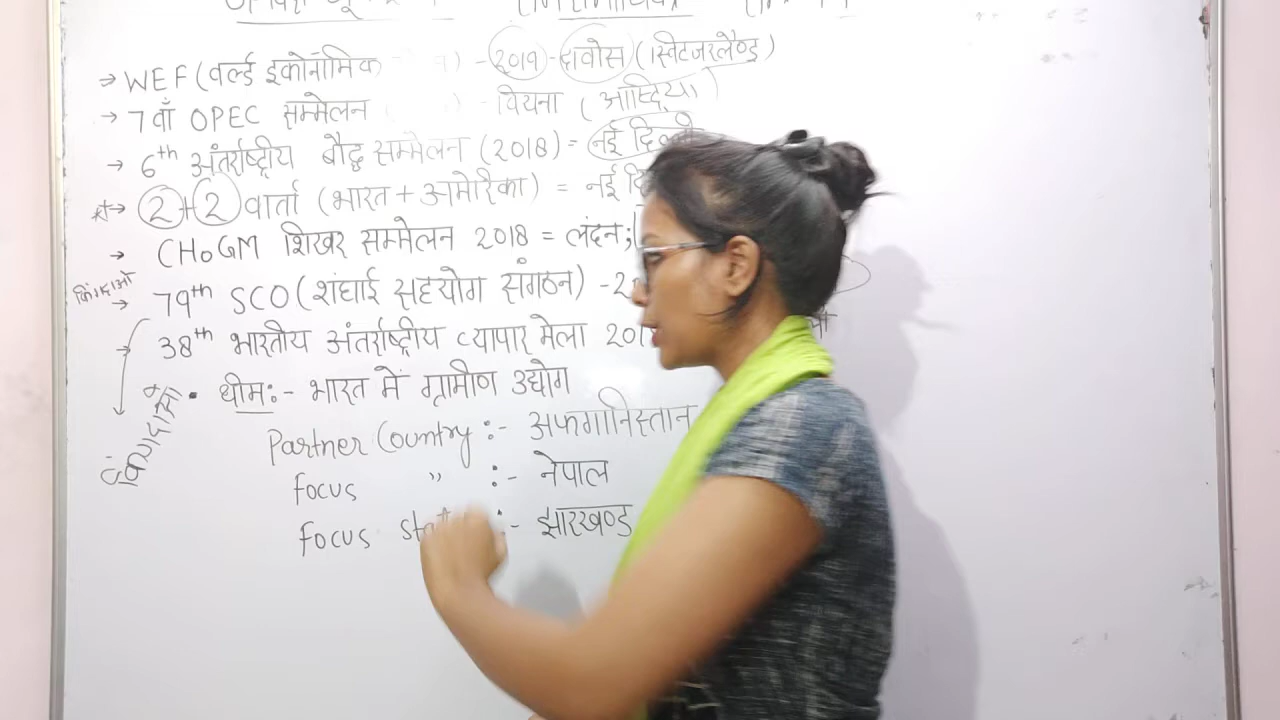 → WEF (वर्ल्ड इकोनॉमिक ) - 2019 - दावोस (स्विटजरलैण्ड)
→ 7वाँ OPEC सम्मेलन - वियना (आस्ट्रिया)
→ 6th अंतर्राष्ट्रीय बौद्ध सम्मेलन (2018) = नई
→ 2+2 वार्ता (भारत + अमेरिका) = नई
→ CHoGM शिखर सम्मेलन 2018 = लंदन;
→ 79th SCO (शंघाई सहयोग संगठन) -
→ 38th भारतीय अंतर्राष्ट्रीय व्यापार मेला
• थीम:- भारत में ग्रामीण उद्योग
Partner Country :- अफगानिस्तान
focus " :- नेपाल
focus :- झारखण्ड